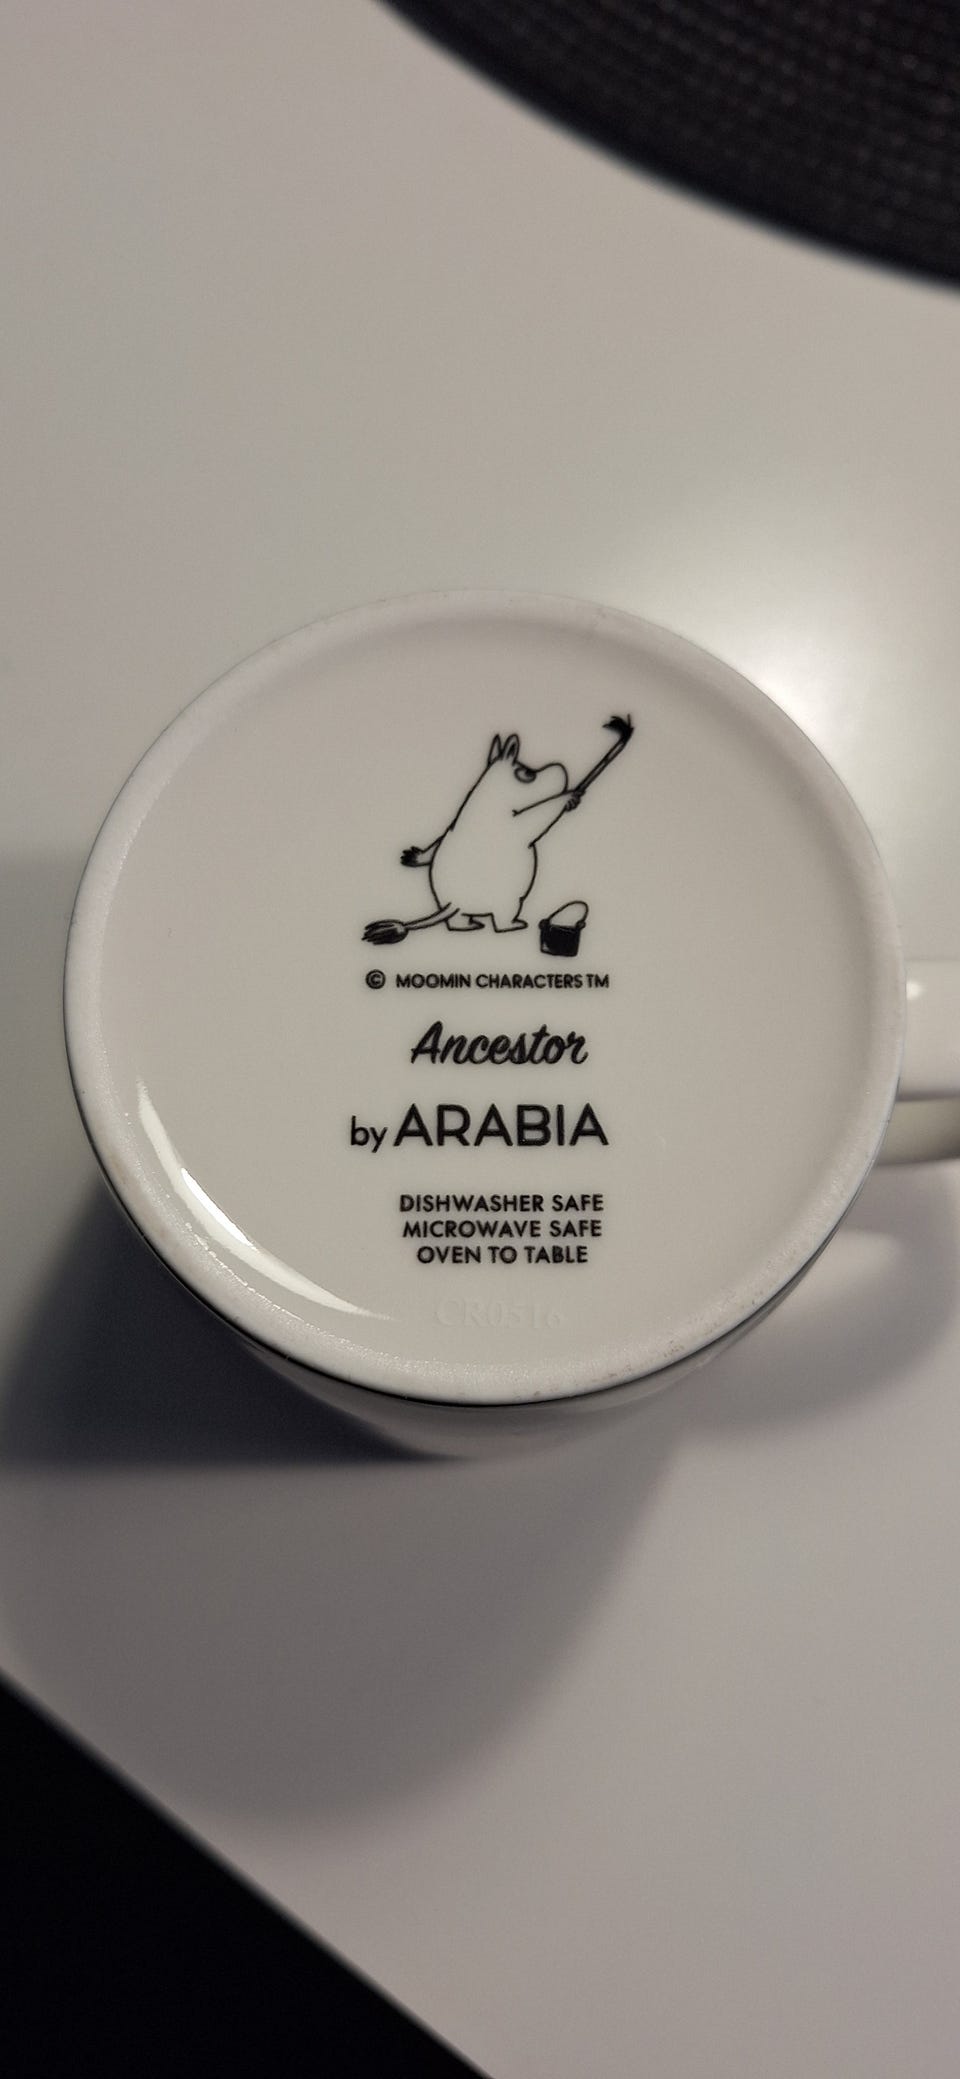 © MOOMIN CHARACTERS TM
Ancestor
by ARABIA
DISHWASHER SAFE
MICROWAVE SAFE
OVEN TO TABLE
CR0516